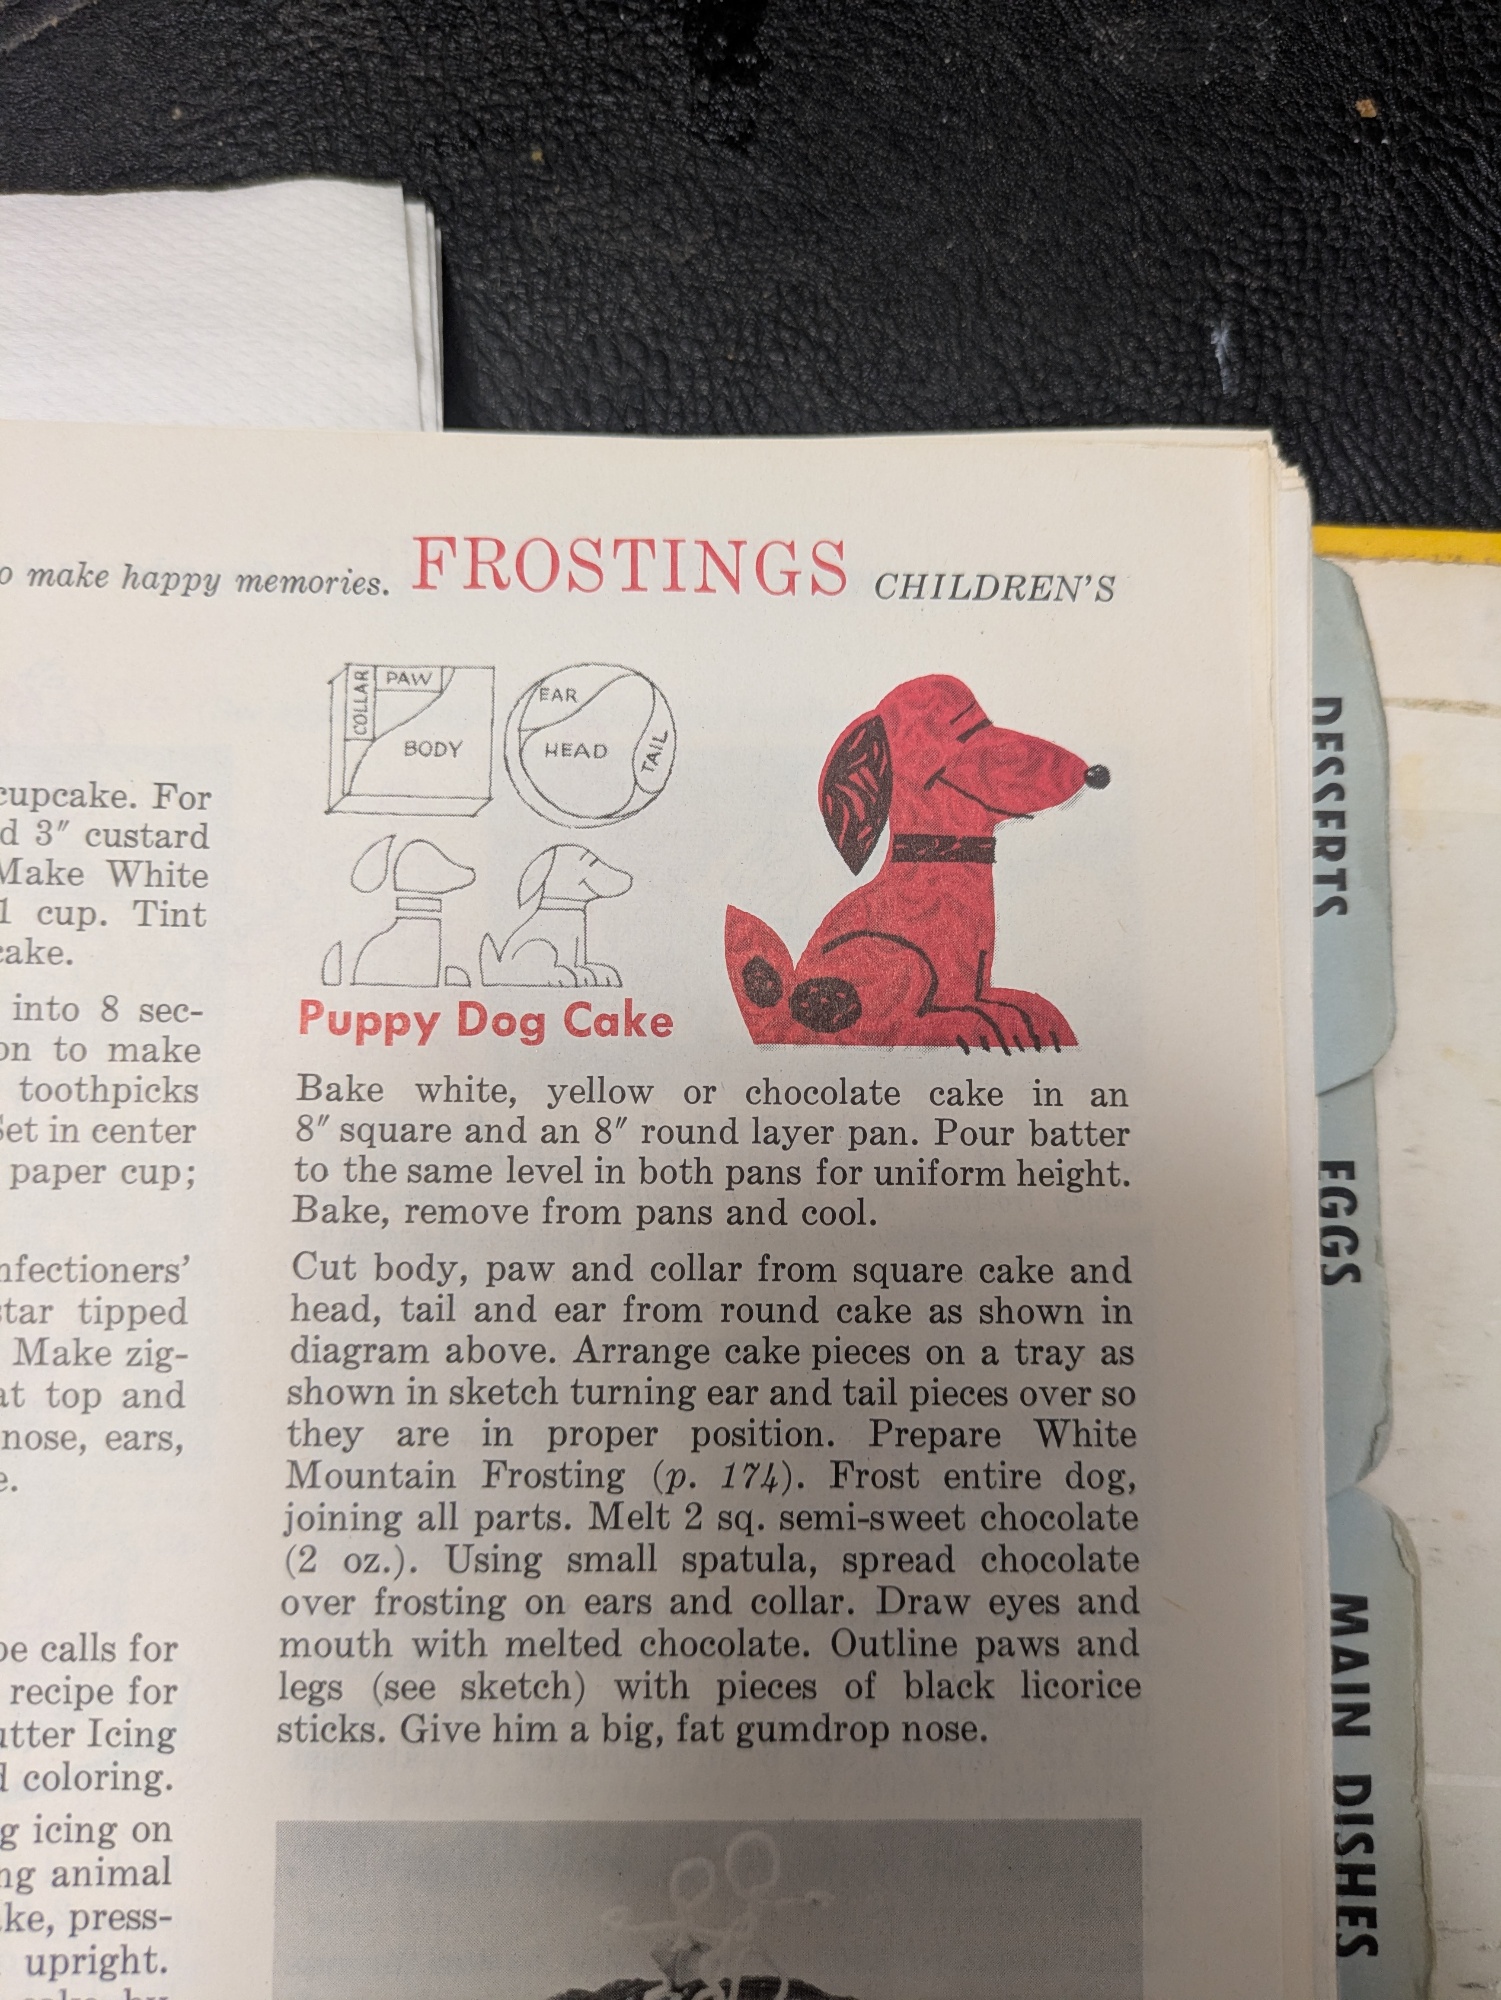 make happy memories. FROSTINGS CHILDREN'S
cupcake. For
3″ custard
Make White
1 cup. Tint
cake.
into 8 sec-
to make
toothpicks
Set in center
paper cup;
confectioners'
star tipped
Make zig-
at top and
nose, ears,
calls for
recipe for
Butter Icing
coloring.
icing on
animal
press-
upright.
COLLAR
PAW
BODY
EAR
HEAD
TAIL
Puppy Dog Cake
Bake white, yellow or chocolate cake in an
8″ square and an 8″ round layer pan. Pour batter
to the same level in both pans for uniform height.
Bake, remove from pans and cool.
Cut body, paw and collar from square cake and
head, tail and ear from round cake as shown in
diagram above. Arrange cake pieces on a tray as
shown in sketch turning ear and tail pieces over so
they are in proper position. Prepare White
Mountain Frosting (p. 174). Frost entire dog,
joining all parts. Melt 2 sq. semi-sweet chocolate
(2 oz.). Using small spatula, spread chocolate
over frosting on ears and collar. Draw eyes and
mouth with melted chocolate. Outline paws and
legs (see sketch) with pieces of black licorice
sticks. Give him a big, fat gumdrop nose.
DESSERTS
EGGS
MAIN DISHES